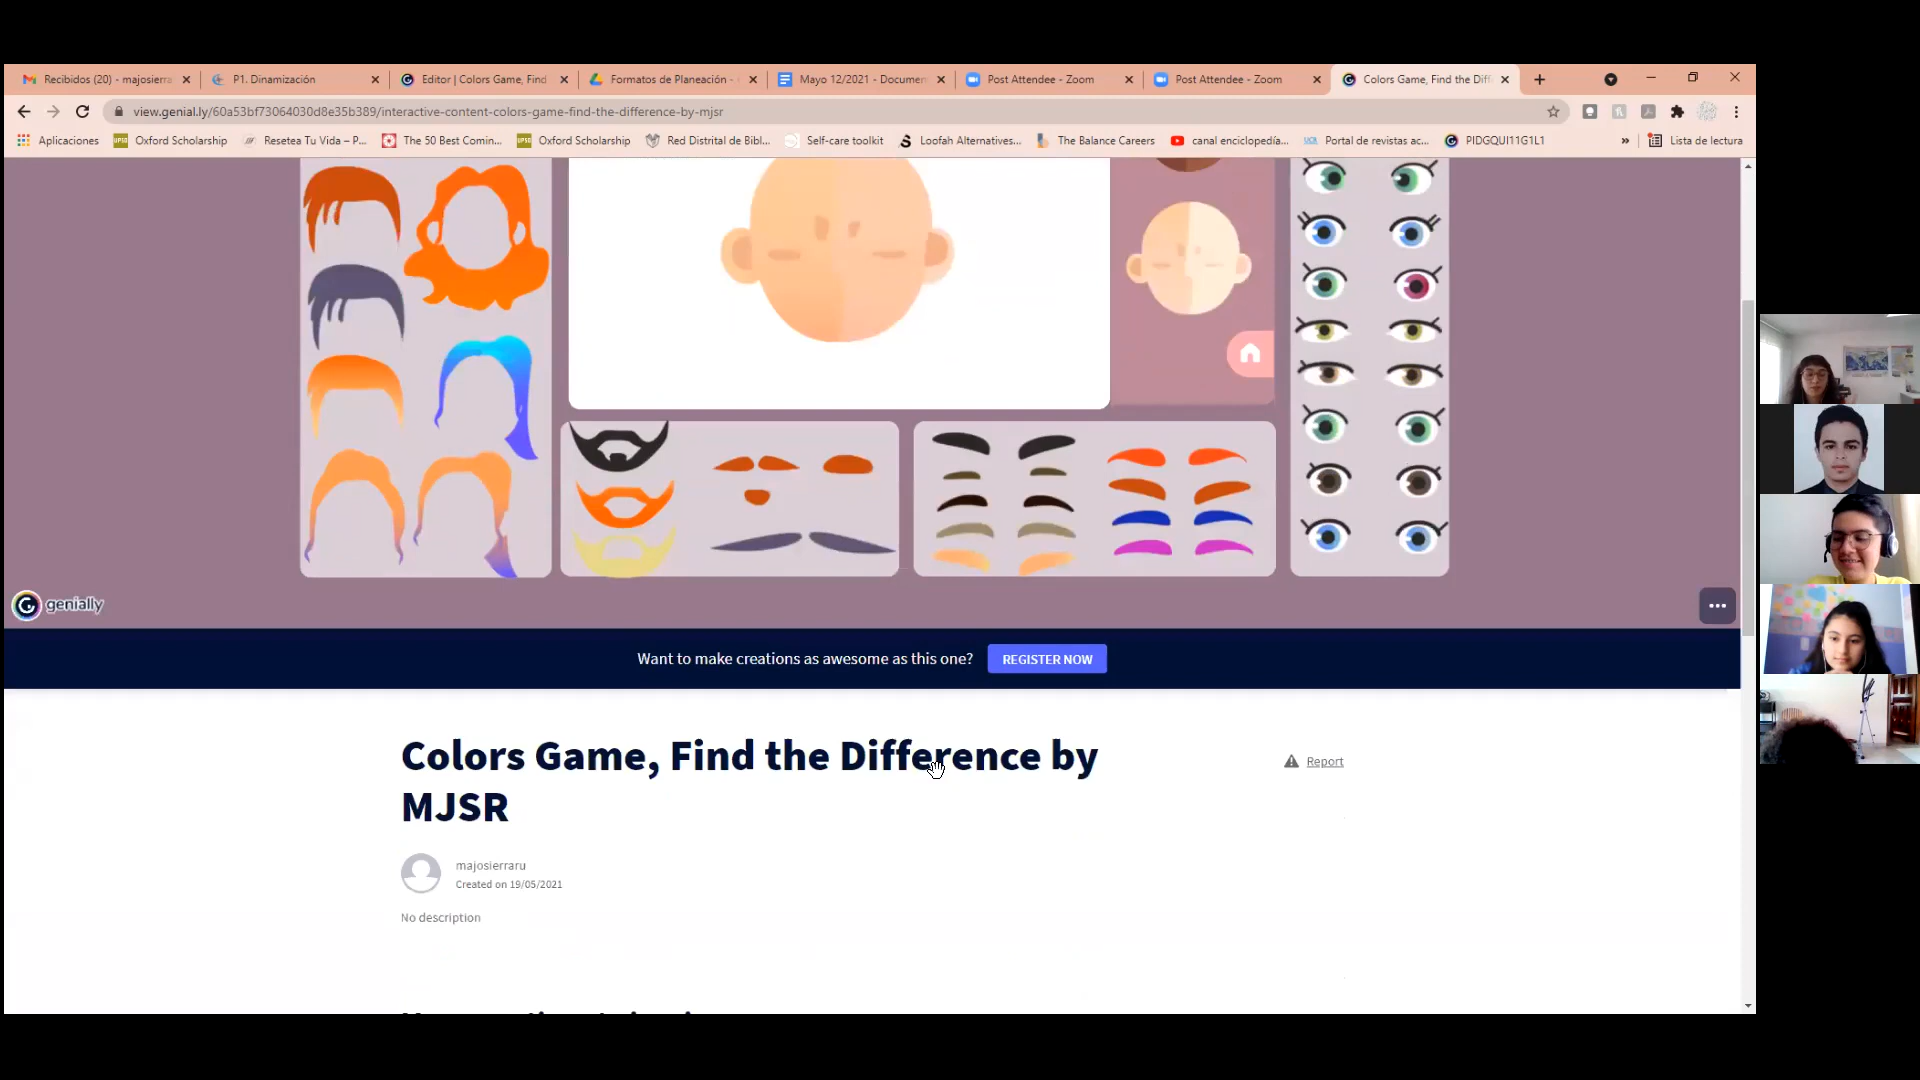 Recibidos (20) - majosierra
P1. Dinamización
Editor | Colors Game, Find
Formatos de Planeación -
Mayo 12/2021 - Documen
Post Attendee - Zoom
Post Attendee - Zoom
Colors Game, Find the Diff
view.genial.ly/60a53bf73064030d8e35b389/interactive-content-colors-game-find-the-difference-by-mjsr
Aplicaciones
Oxford Scholarship
Resetea Tu Vida – P...
The 50 Best Comin...
Oxford Scholarship
Red Distrital de Bibl...
Self-care toolkit
Loofah Alternatives...
The Balance Careers
canal enciclopedía...
Portal de revistas ac...
PIDGQUI11G1L1
»
Lista de lectura
genially
Want to make creations as awesome as this one?
REGISTER NOW
Colors Game, Find the Difference by
MJSR
Report
majosierraru
Created on 19/05/2021
No description